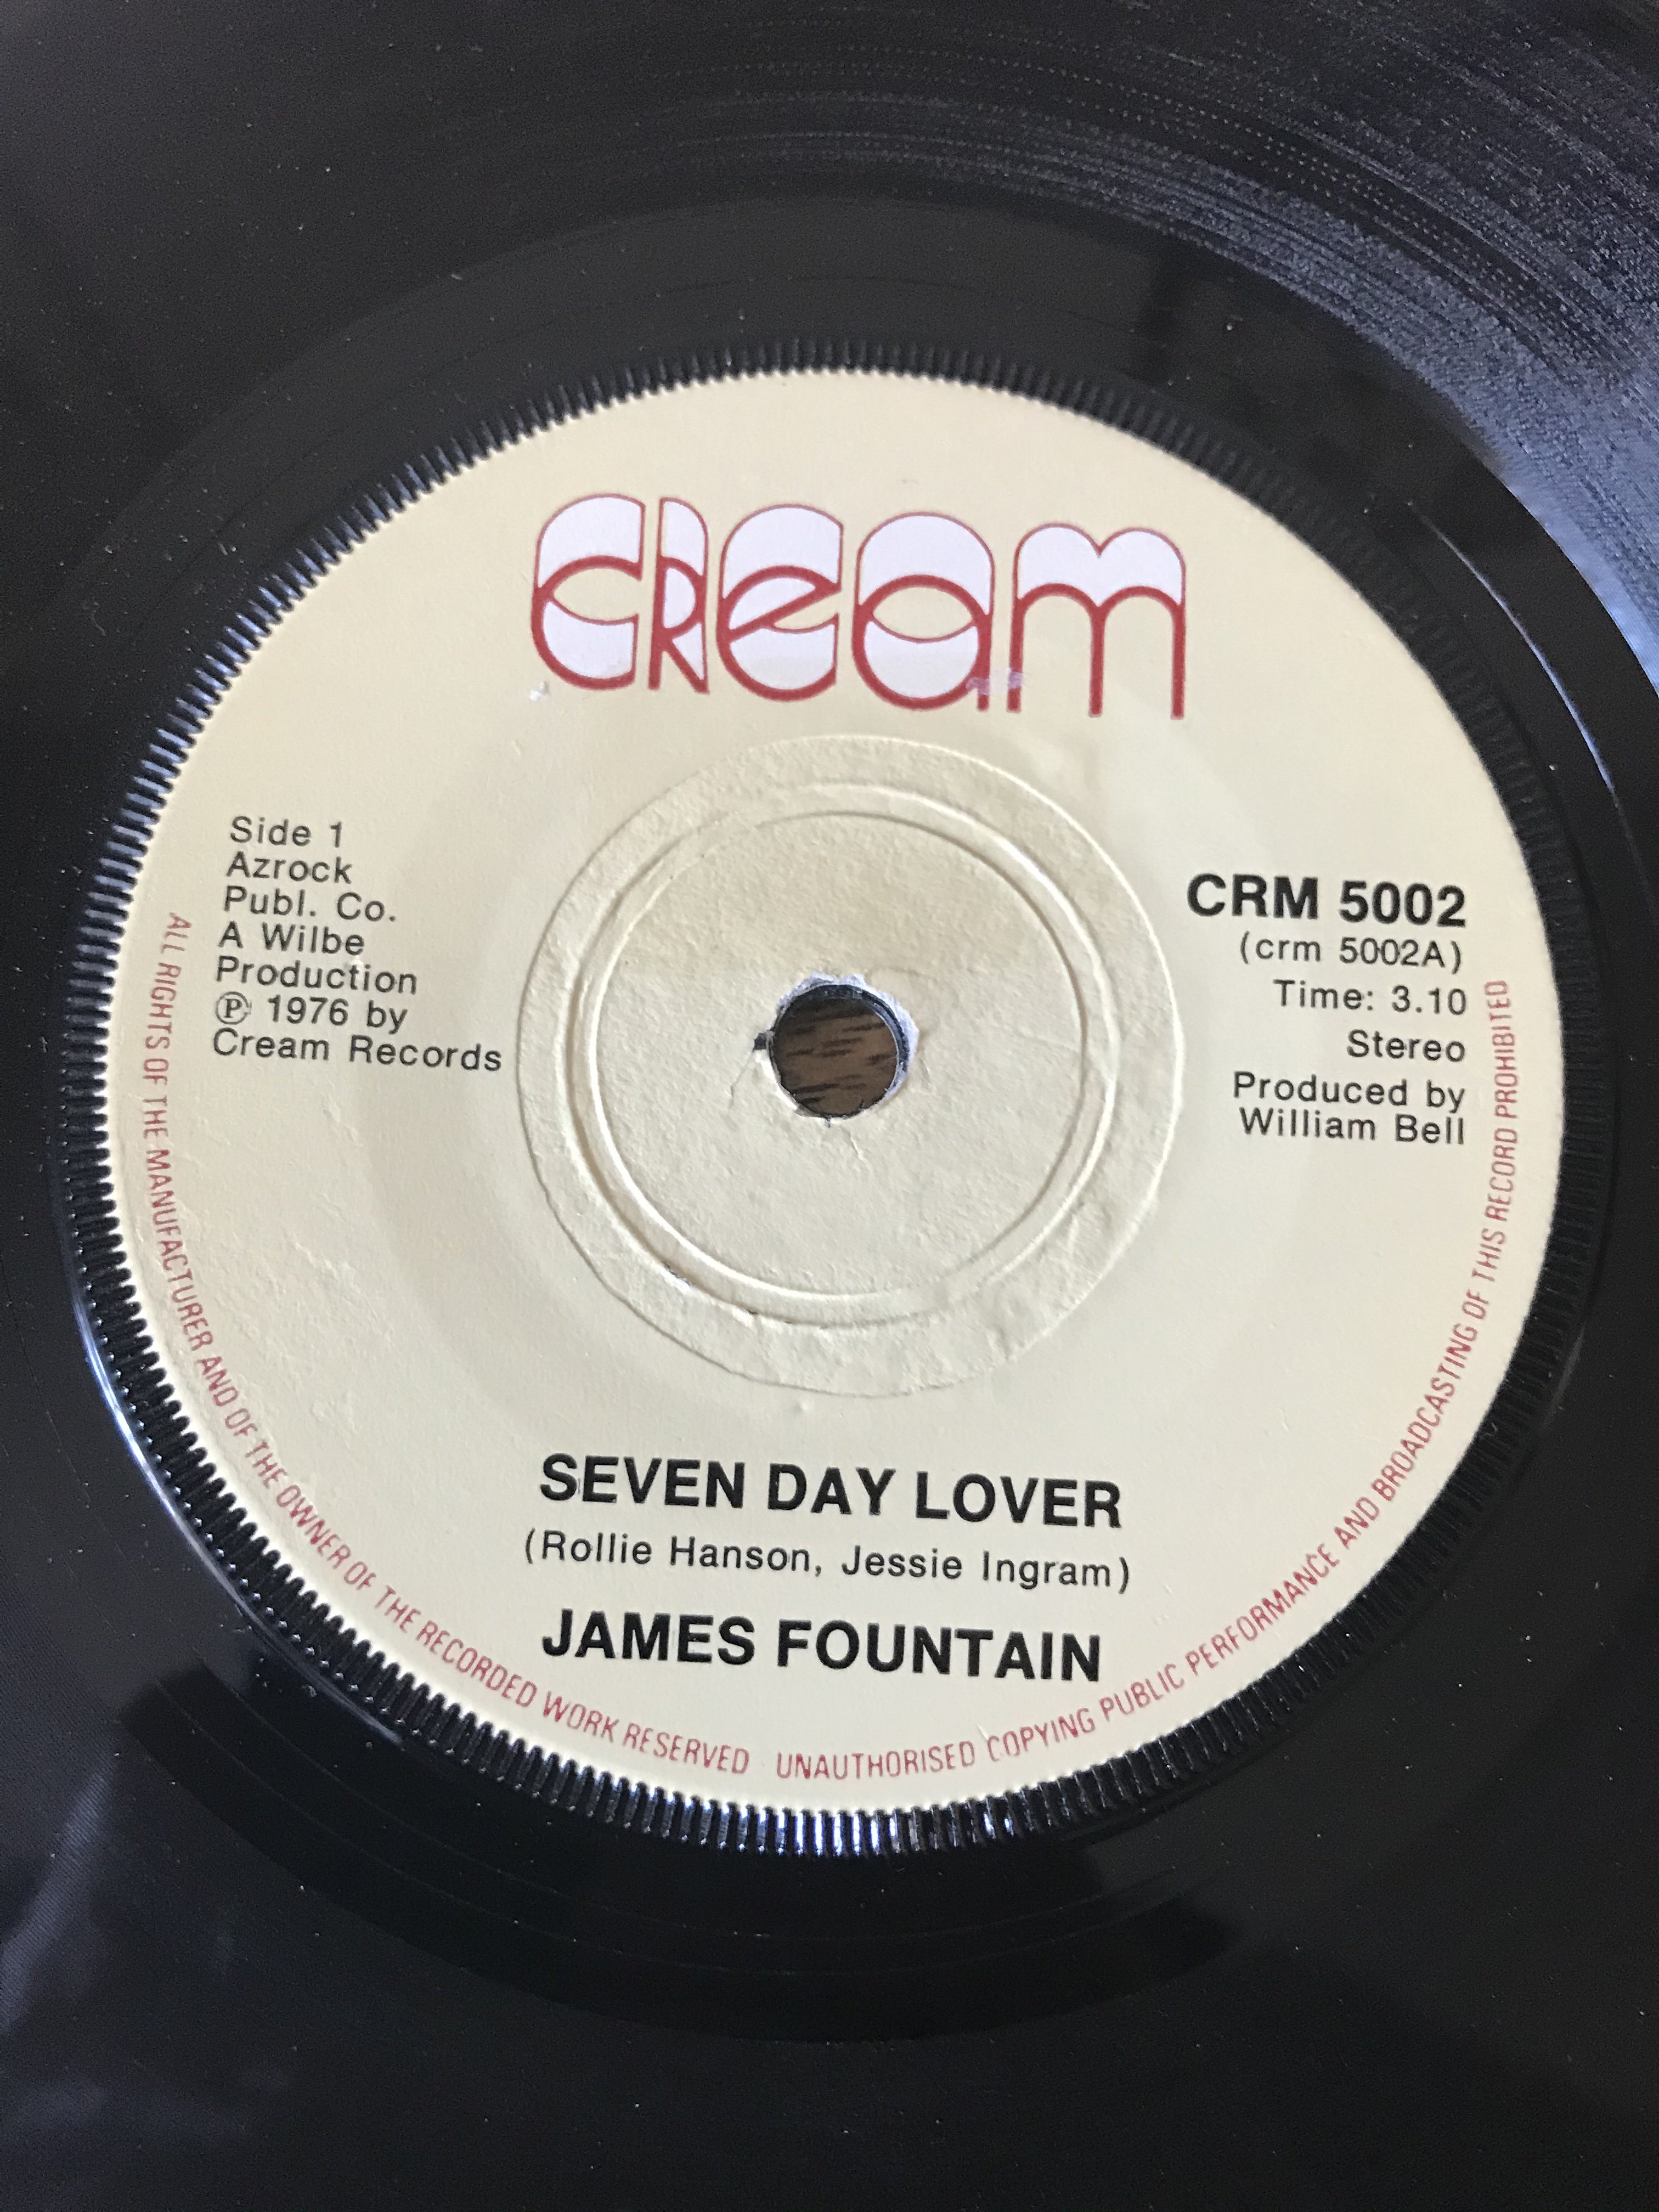 cream
Side 1
Azrock
Publ. Co.
A Wilbe
Production
℗ 1976 by
Cream Records
CRM 5002
(crm 5002A)
Time: 3.10
Stereo
Produced by
William Bell
SEVEN DAY LOVER
(Rollie Hanson, Jessie Ingram)
JAMES FOUNTAIN
ALL RIGHTS OF THE MANUFACTURER AND OF THE OWNER OF THE RECORDED WORK RESERVED UNAUTHORISED COPYING PUBLIC PERFORMANCE AND BROADCASTING OF THIS RECORD PROHIBITED